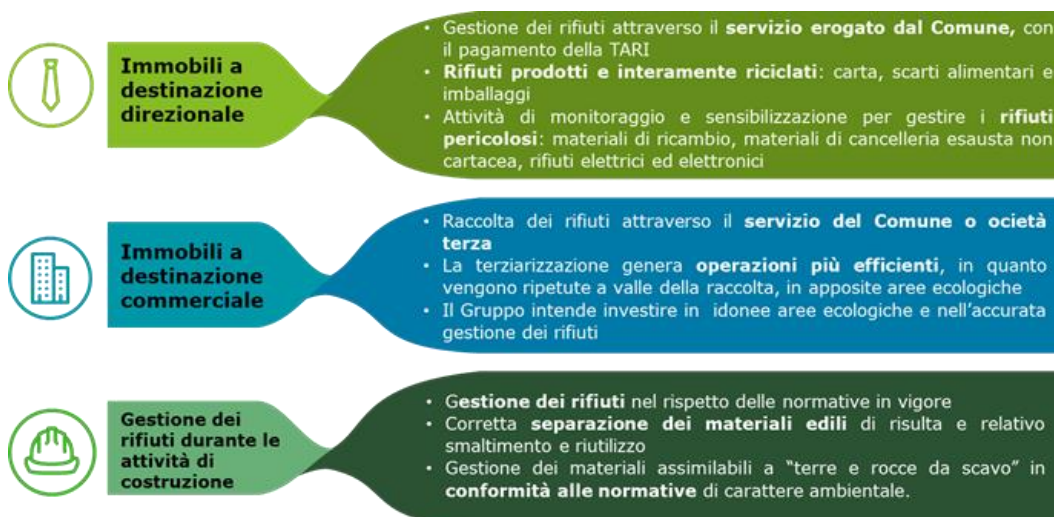 Immobili a
destinazione
direzionale
• Gestione dei rifiuti attraverso il servizio erogato dal Comune, con
il pagamento della TARI
• Rifiuti prodotti e interamente riciclati: carta, scarti alimentari e
imballaggi
• Attività di monitoraggio e sensibilizzazione per gestire i rifiuti
pericolosi: materiali di ricambio, materiali di cancelleria esausta non
cartacea, rifiuti elettrici ed elettronici
Immobili a
destinazione
commerciale
• Raccolta dei rifiuti attraverso il servizio del Comune o ocietà
terza
• La terziarizzazione genera operazioni più efficienti, in quanto
vengono ripetute a valle della raccolta, in apposite aree ecologiche
• Il Gruppo intende investire in idonee aree ecologiche e nell'accurata
gestione dei rifiuti
Gestione dei
rifiuti durante le
attività di
costruzione
• Gestione dei rifiuti nel rispetto delle normative in vigore
• Corretta separazione dei materiali edili di risulta e relativo
smaltimento e riutilizzo
• Gestione dei materiali assimilabili a "terre e rocce da scavo" in
conformità alle normative di carattere ambientale.